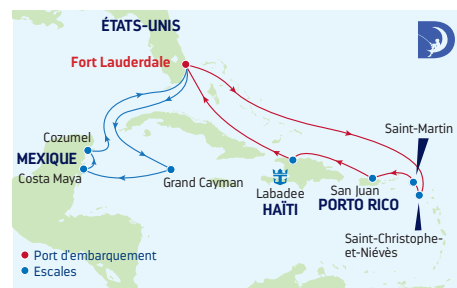 ÉTATS-UNIS
Fort Lauderdale
Saint-Martin
Cozumel
MEXIQUE
Costa Maya
Grand Cayman
Labadee
HAÏTI
San Juan
PORTO RICO
Saint-Christophe-
et-Niévès
Port d'embarquement
Escales